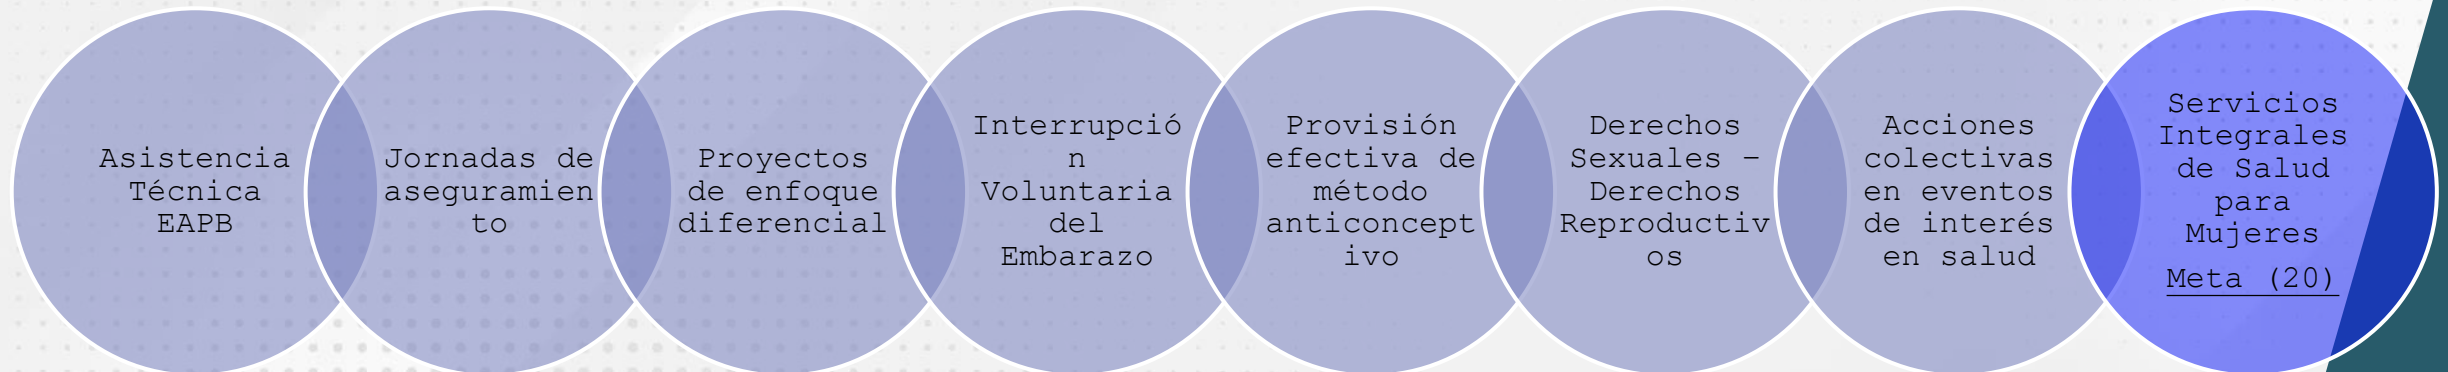 Asistencia
Técnica
EAPB
Jornadas de
aseguramien
to
Proyectos
de enfoque
diferencial
Interrupció
n
Voluntaria
del
Embarazo
Provisión
efectiva de
método
anticoncept
ivo
Derechos
Sexuales –
Derechos
Reproductiv
os
Acciones
colectivas
en eventos
de interés
en salud
Servicios
Integrales
de Salud
para
Mujeres
Meta (20)